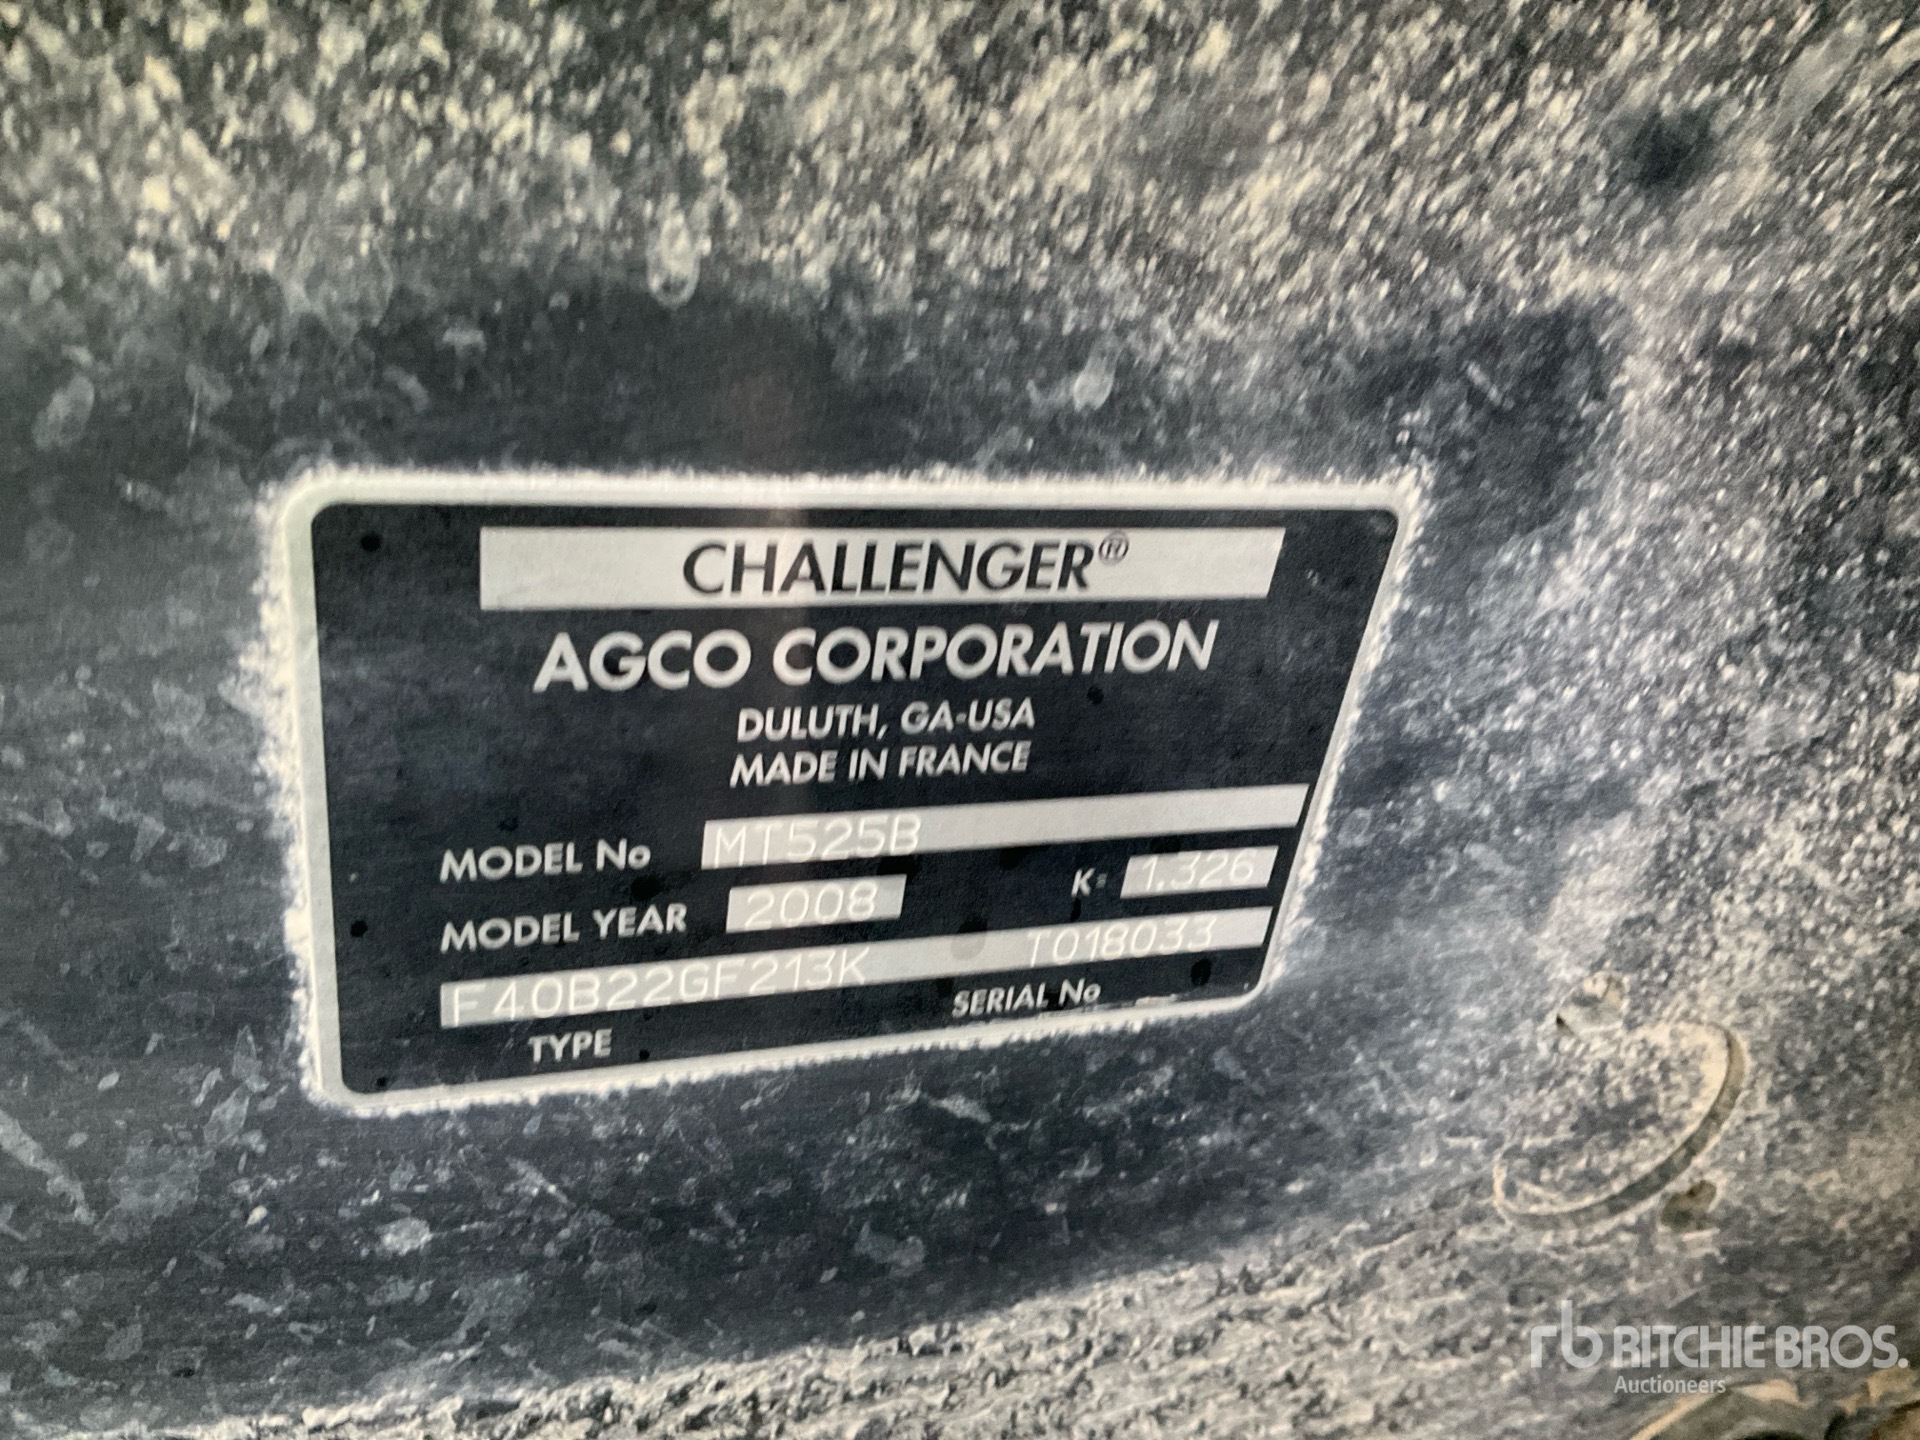 CHALLENGER®
AGCO CORPORATION
DULUTH, GA-USA
MADE IN FRANCE
MODEL No MT525B
MODEL YEAR 2008 K= 1.326
F40B22GF213K T018033
TYPE SERIAL No
rb RITCHIE BROS.
Auctioneers